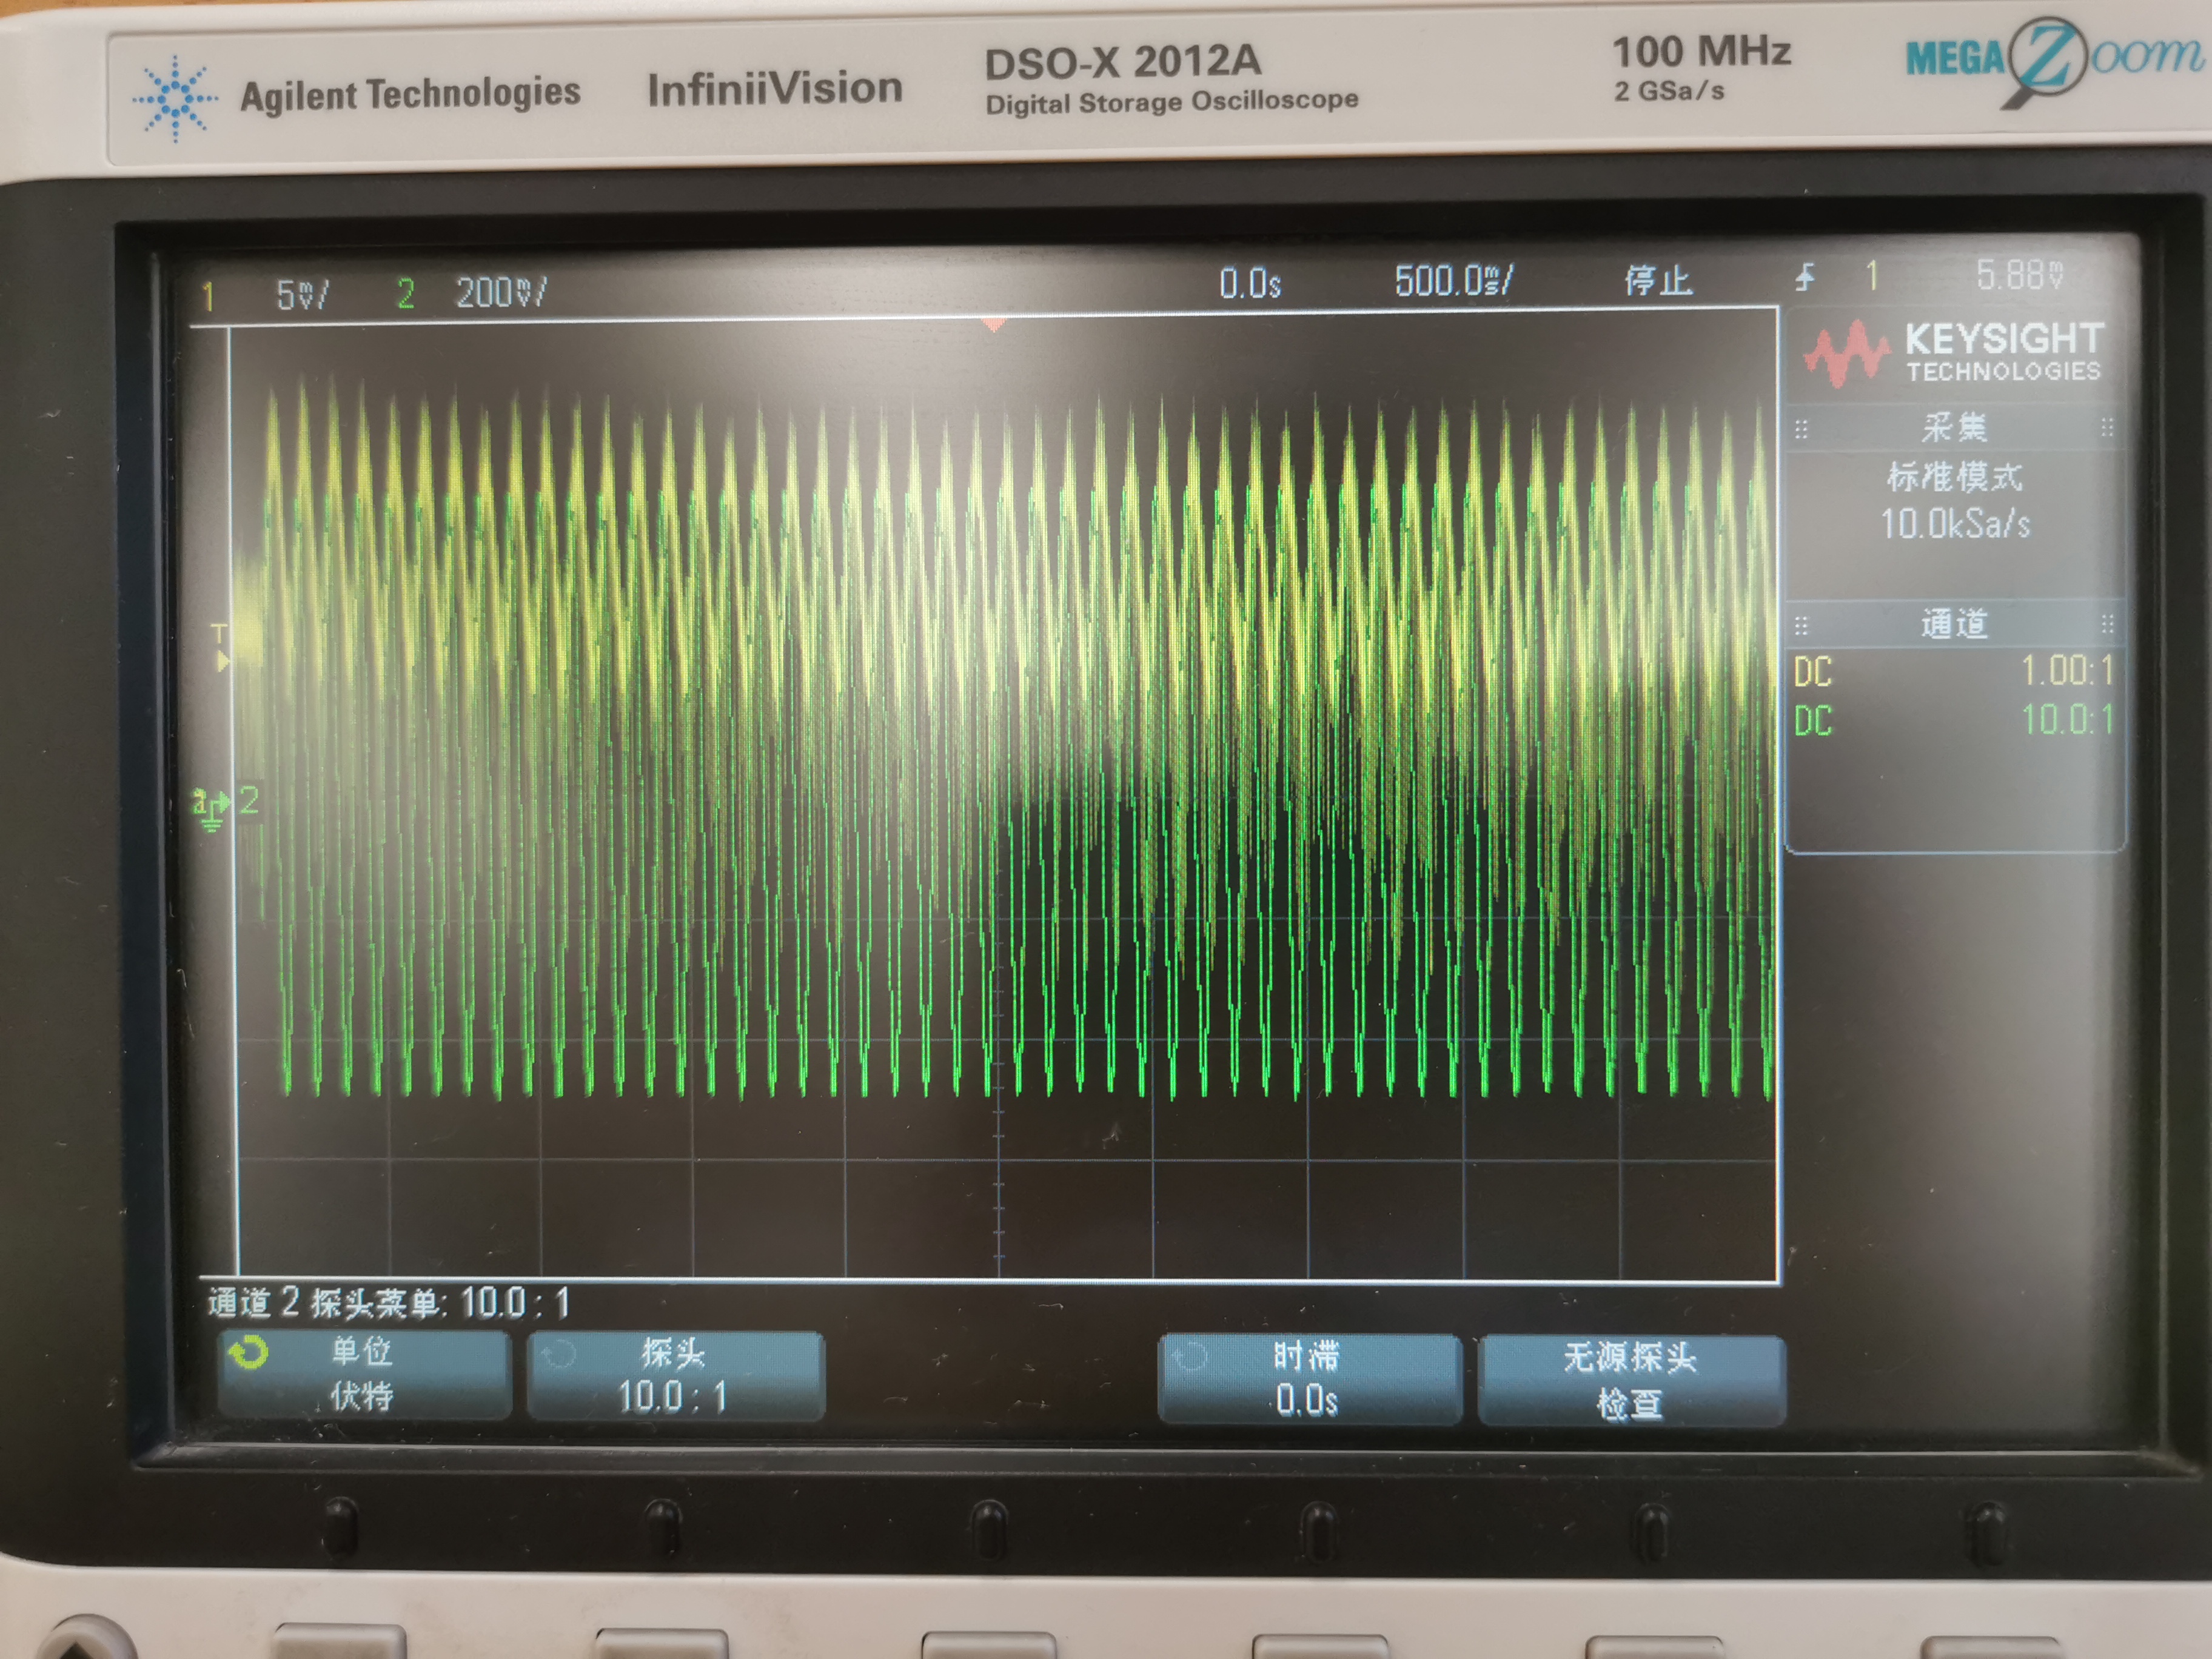 Agilent Technologies InfiniiVision DSO-X 2012A 100 MHz MEGA Zoom
Digital Storage Oscilloscope 2 GSa/s
1 5mV/ 2 200mV/ 0.0s 500.0ms/ 停止 1 5.88mV
KEYSIGHT
TECHNOLOGIES
采集
标准模式
10.0kSa/s
通道
DC 1.00:1
DC 10.0:1
T
2
通道 2 探头菜单: 10.0 : 1
单位 探头 时滞 无源探头
伏特 10.0 : 1 0.0s 检查